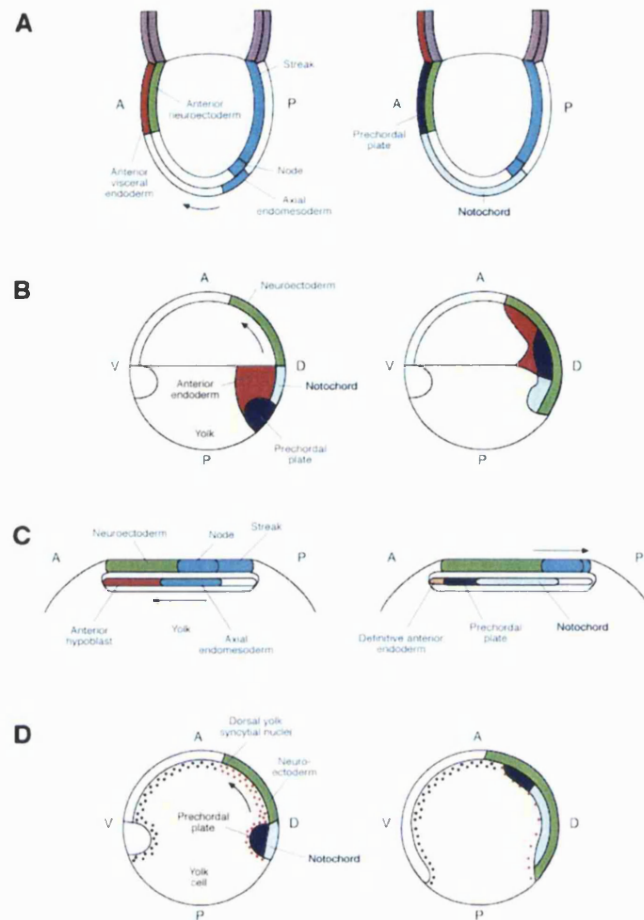 A
Streak
A
Anterior
neuroectoderm
P
Anterior
visceral
endoderm
Node
Axial
endomesoderm
A
P
Prechordal
plate
Notochord
B
A
Neuroectoderm
V
D
Anterior
endoderm
Notochord
Yolk
Prechordal
plate
P
A
V
D
P
C
A
Neuroectoderm
Node
Streak
P
Anterior
hypoblast
Yolk
Axial
endomesoderm
A
P
Definitive anterior
endoderm
Prechordal
plate
Notochord
D
A
Dorsal yolk
syncytial nuclei
Neuro-
ectoderm
V
D
Prechordal
plate
Notochord
Yolk
cell
P
A
V
D
P